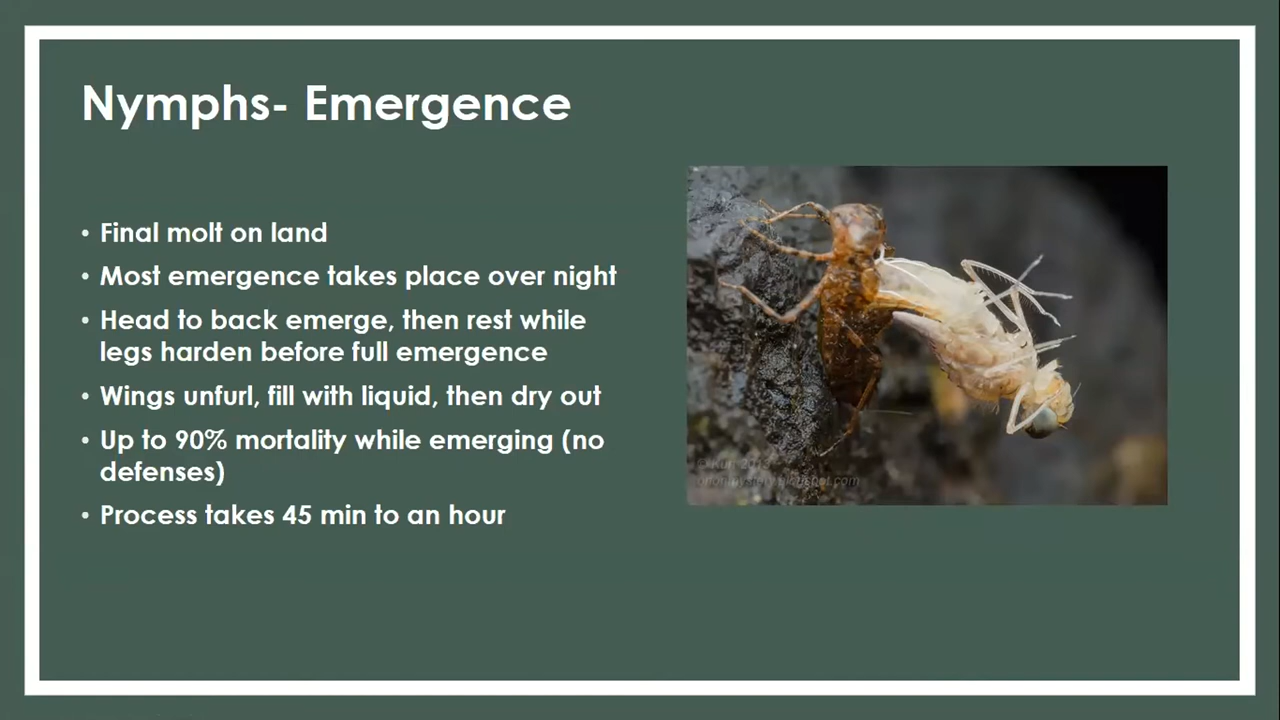 Nymphs- Emergence
• Final molt on land
• Most emergence takes place over night
• Head to back emerge, then rest while
legs harden before full emergence
• Wings unfurl, fill with liquid, then dry out
• Up to 90% mortality while emerging (no
defenses)
• Process takes 45 min to an hour